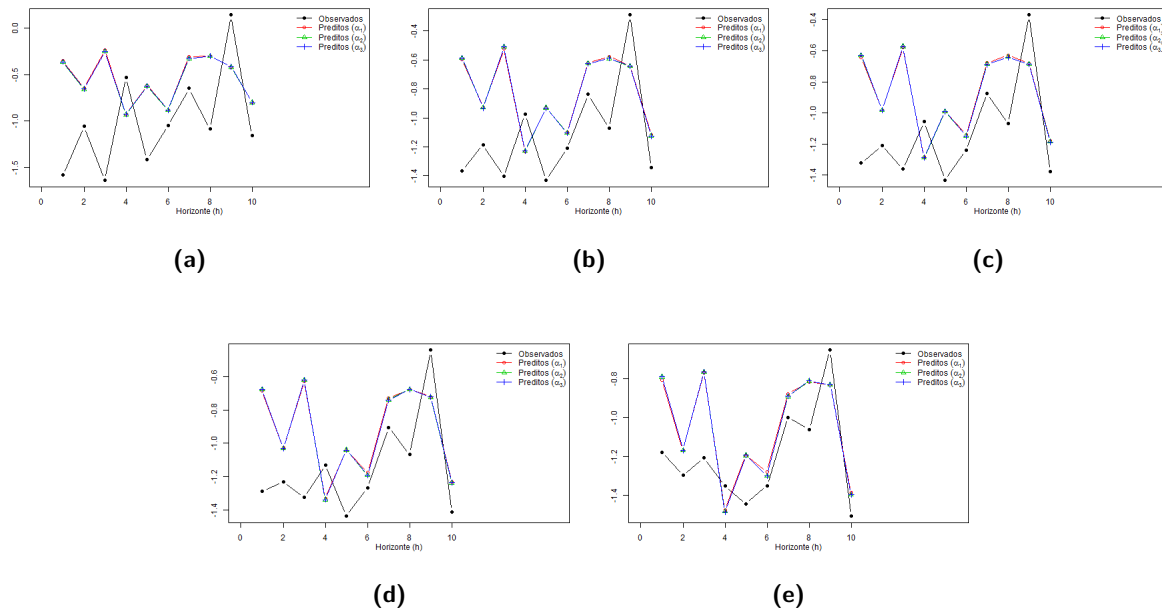 0.0
-0.5
-1.0
-1.5
0 2 4 6 8 10
Horizonte (h)
Observados
Preditos (α₁)
Preditos (α₂)
Preditos (α₃)
(a)
-0.4
-0.6
-0.8
-1.0
-1.2
-1.4
0 2 4 6 8 10
Horizonte (h)
Observados
Preditos (α₁)
Preditos (α₂)
Preditos (α₃)
(b)
-0.4
-0.6
-0.8
-1.0
-1.2
-1.4
0 2 4 6 8 10
Horizonte (h)
Observados
Preditos (α₁)
Preditos (α₂)
Preditos (α₃)
(c)
-0.6
-0.8
-1.0
-1.2
-1.4
0 2 4 6 8 10
Horizonte (h)
Observados
Preditos (α₁)
Preditos (α₂)
Preditos (α₃)
(d)
-0.8
-1.0
-1.2
-1.4
0 2 4 6 8 10
Horizonte (h)
Observados
Preditos (α₁)
Preditos (α₂)
Preditos (α₃)
(e)